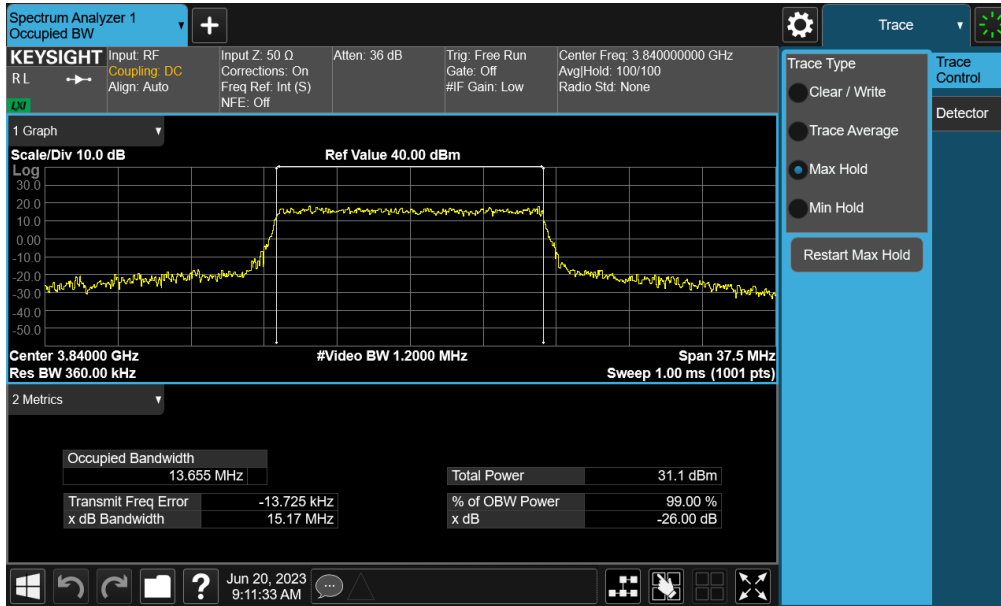 Spectrum Analyzer 1
Occupied BW
+
Trace
KEYSIGHT
RL
LXI
Input: RF
Coupling: DC
Align: Auto
Input Z: 50 Ω
Corrections: On
Freq Ref: Int (S)
NFE: Off
Atten: 36 dB
Trig: Free Run
Gate: Off
#IF Gain: Low
Center Freq: 3.840000000 GHz
Avg|Hold: 100/100
Radio Std: None
1 Graph
Scale/Div 10.0 dB
Ref Value 40.00 dBm
Log
30.0
20.0
10.0
0.00
-10.0
-20.0
-30.0
-40.0
-50.0
Center 3.84000 GHz
#Video BW 1.2000 MHz
Span 37.5 MHz
Res BW 360.00 kHz
Sweep 1.00 ms (1001 pts)
2 Metrics
Occupied Bandwidth
13.655 MHz
Total Power 31.1 dBm
Transmit Freq Error -13.725 kHz
% of OBW Power 99.00 %
x dB Bandwidth 15.17 MHz
x dB -26.00 dB
Trace Type
Clear / Write
Trace Average
Max Hold
Min Hold
Restart Max Hold
Trace
Control
Detector
?
Jun 20, 2023
9:11:33 AM